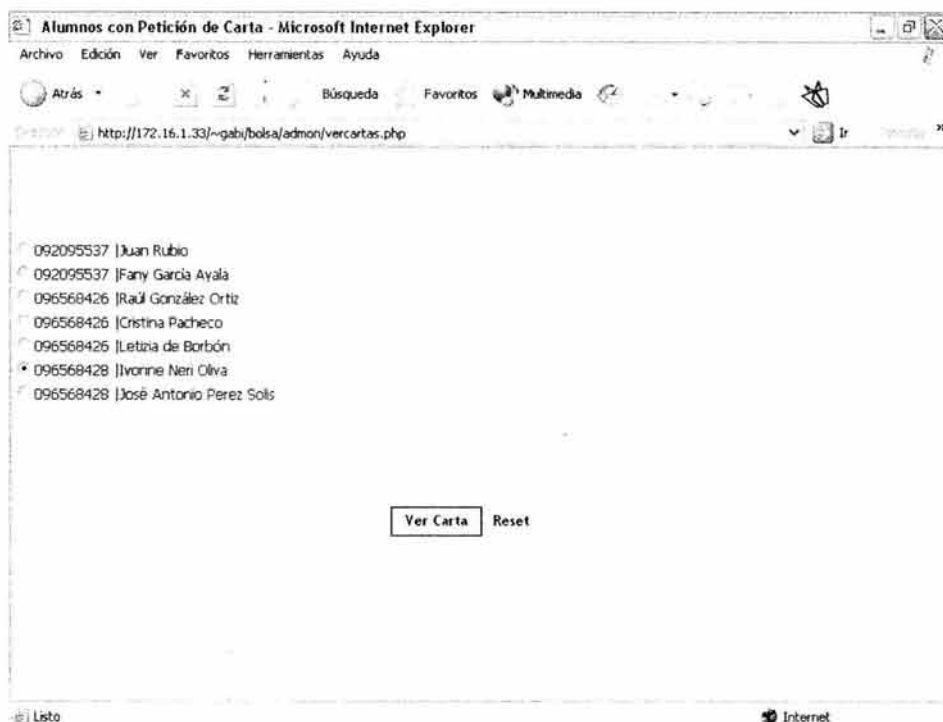 Alumnos con Petición de Carta - Microsoft Internet Explorer
Archivo Edición Ver Favoritos Herramientas Ayuda
Atrás Búsqueda Favoritos Multimedia
http://172.16.1.33/~gabi/bolsa/admon/vercartas.php Ir
092095537 |Juan Rubio
092095537 |Fany García Ayala
096568426 |Raúl González Ortiz
096568426 |Cristina Pacheco
096568426 |Letizia de Borbón
096568428 |Ivonne Neri Oliva
096568428 |José Antonio Perez Solis
Ver Carta Reset
Listo Internet